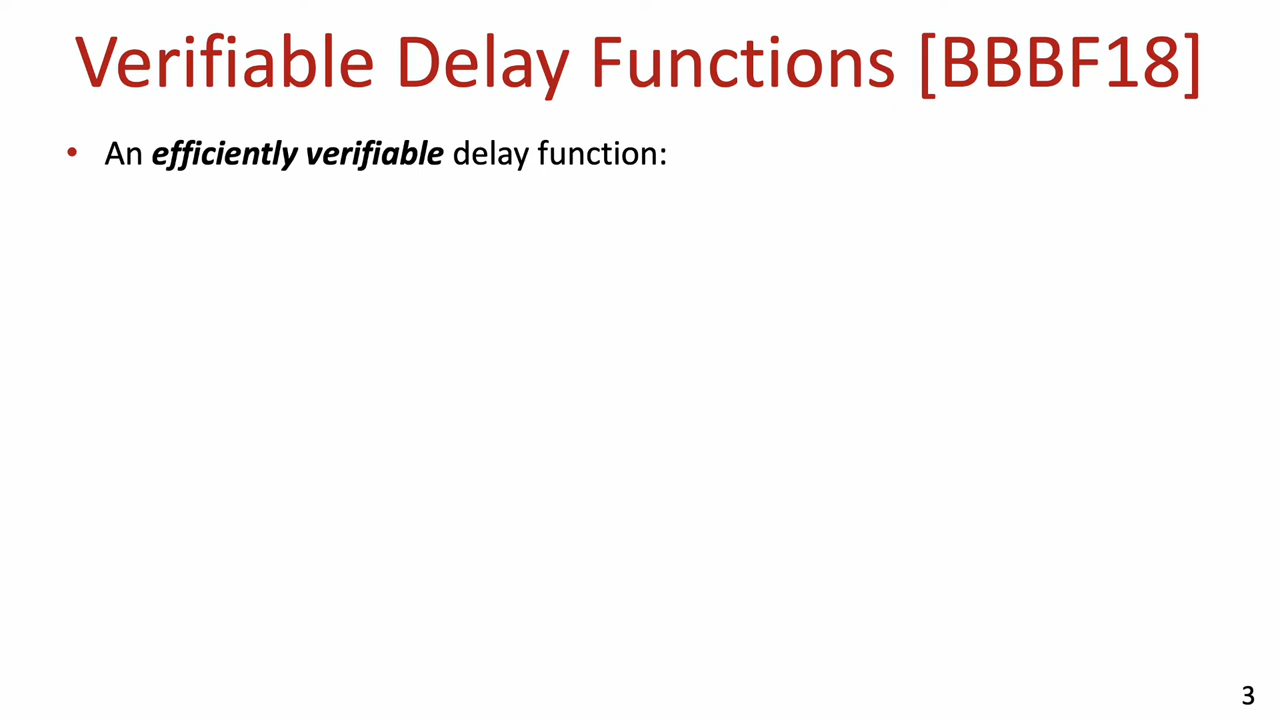 Verifiable Delay Functions [BBBF18]
• An efficiently verifiable delay function:
3